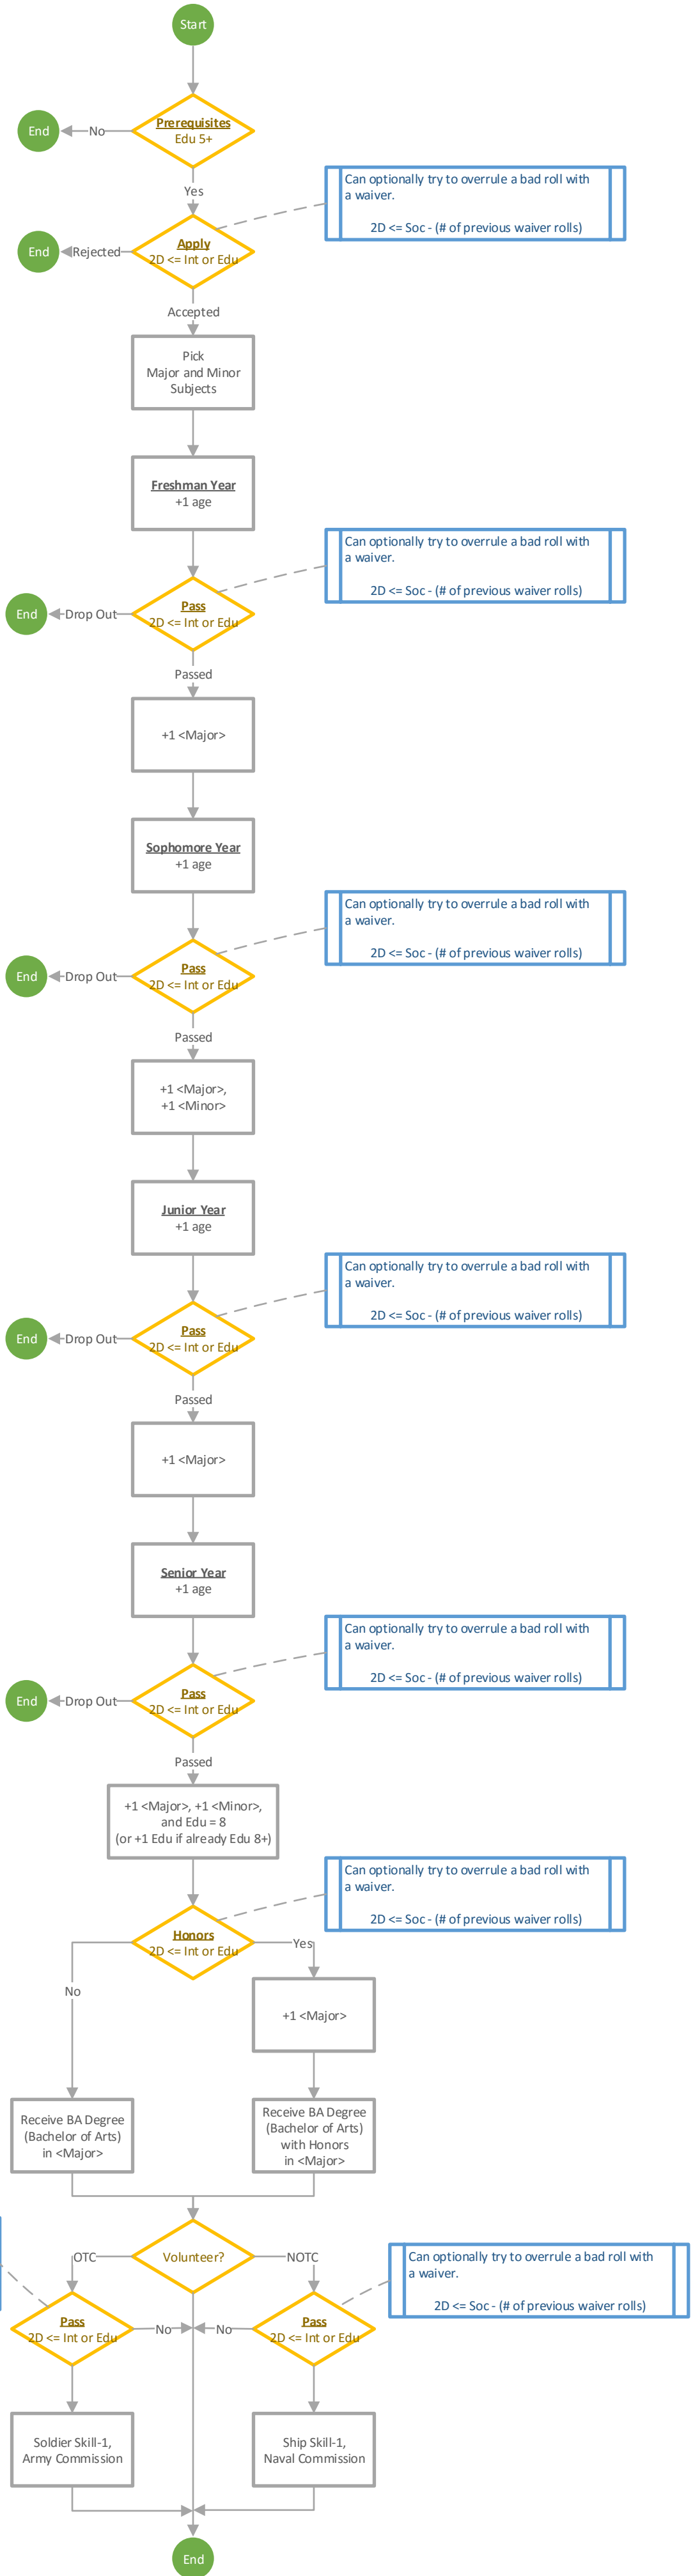 Start
Prerequisites
Edu 5+
No
End
Yes
Can optionally try to overrule a bad roll with
a waiver.
2D <= Soc - (# of previous waiver rolls)
Apply
2D <= Int or Edu
Rejected
End
Accepted
Pick
Major and Minor
Subjects
Freshman Year
+1 age
Can optionally try to overrule a bad roll with
a waiver.
2D <= Soc - (# of previous waiver rolls)
Pass
2D <= Int or Edu
Drop Out
End
Passed
+1 <Major>
Sophomore Year
+1 age
Can optionally try to overrule a bad roll with
a waiver.
2D <= Soc - (# of previous waiver rolls)
Pass
2D <= Int or Edu
Drop Out
End
Passed
+1 <Major>,
+1 <Minor>
Junior Year
+1 age
Can optionally try to overrule a bad roll with
a waiver.
2D <= Soc - (# of previous waiver rolls)
Pass
2D <= Int or Edu
Drop Out
End
Passed
+1 <Major>
Senior Year
+1 age
Can optionally try to overrule a bad roll with
a waiver.
2D <= Soc - (# of previous waiver rolls)
Pass
2D <= Int or Edu
Drop Out
End
Passed
+1 <Major>, +1 <Minor>,
and Edu = 8
(or +1 Edu if already Edu 8+)
Can optionally try to overrule a bad roll with
a waiver.
2D <= Soc - (# of previous waiver rolls)
Honors
2D <= Int or Edu
Yes
No
+1 <Major>
Receive BA Degree
(Bachelor of Arts)
in <Major>
Receive BA Degree
(Bachelor of Arts)
with Honors
in <Major>
Volunteer?
OTC
NOTC
Can optionally try to overrule a bad roll with
a waiver.
2D <= Soc - (# of previous waiver rolls)
Pass
2D <= Int or Edu
No
No
Pass
2D <= Int or Edu
Soldier Skill-1,
Army Commission
Ship Skill-1,
Naval Commission
End